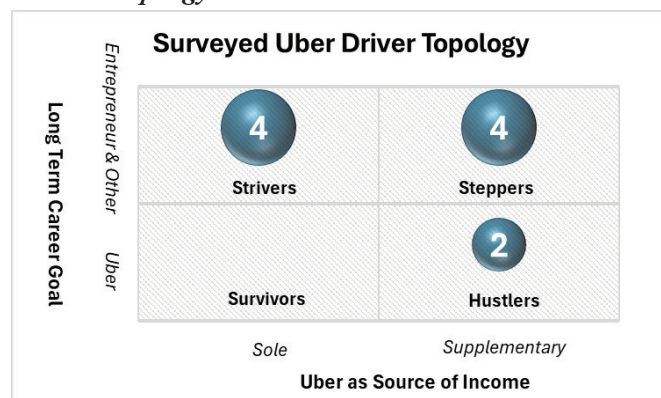 Surveyed Uber Driver Topology
Long Term Career Goal
Entrepreneur & Other
Uber
4
4
Strivers
Steppers
2
Survivors
Hustlers
Sole
Supplementary
Uber as Source of Income